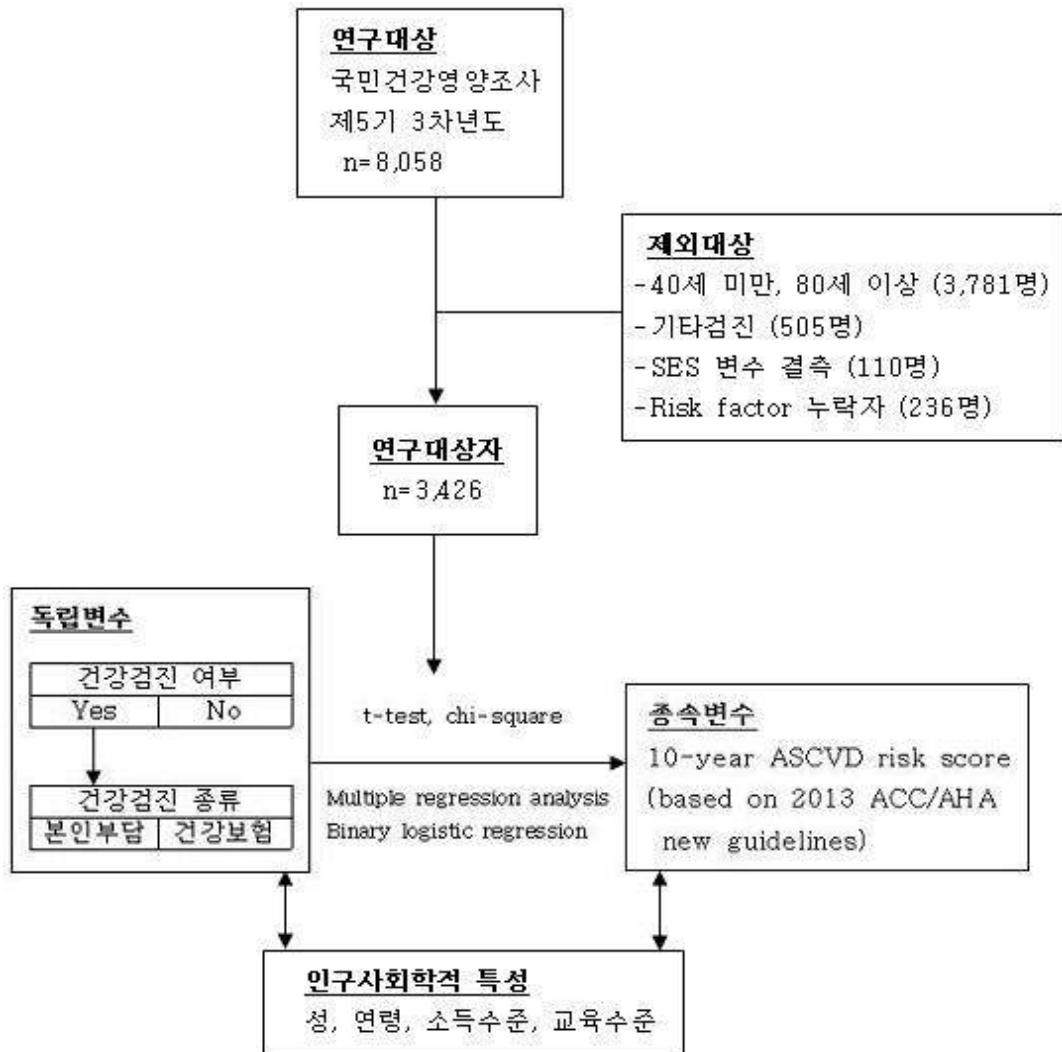 연구대상
국민건강영양조사
제5기 3차년도
n=8,058
제외대상
-40세 미만, 80세 이상 (3,781명)
-기타검진 (505명)
-SES 변수 결측 (110명)
-Risk factor 누락자 (236명)
연구대상자
n=3,426
독립변수
건강검진 여부
Yes No
건강검진 종류
본인부담 건강보험
t-test, chi-square
Multiple regression analysis
Binary logistic regression
종속변수
10-year ASCVD risk score
(based on 2013 ACC/AHA
new guidelines)
인구사회학적 특성
성, 연령, 소득수준, 교육수준